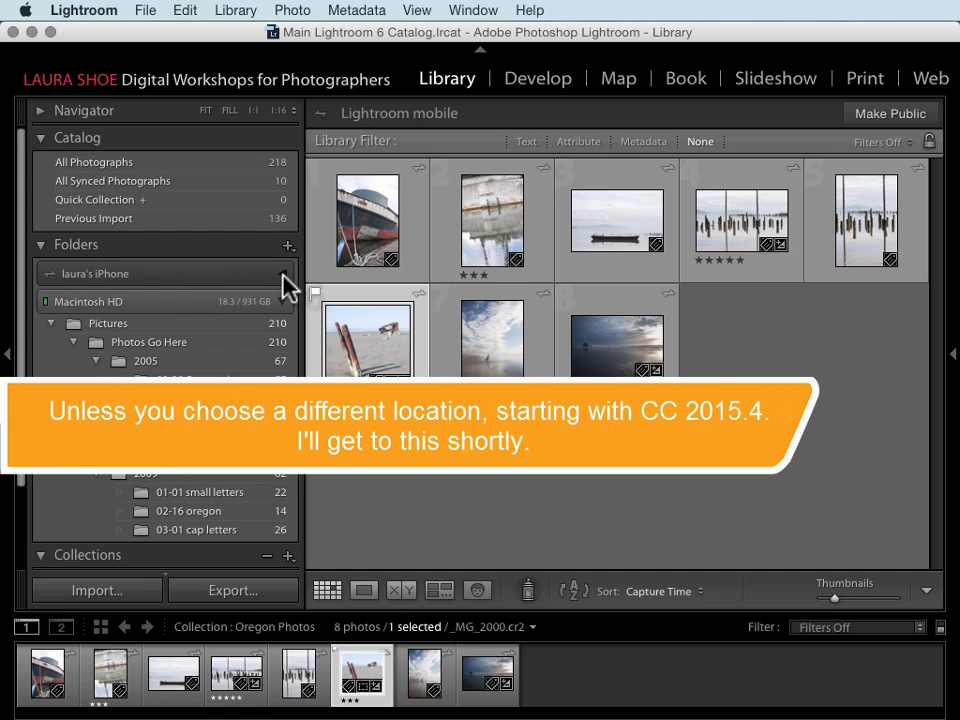 Lightroom File Edit Library Photo Metadata View Window Help
Main Lightroom 6 Catalog.lrcat - Adobe Photoshop Lightroom - Library
LAURA SHOE Digital Workshops for Photographers
Library | Develop | Map | Book | Slideshow | Print | Web
Navigator FIT FILL 1:1 1:16
Lightroom mobile Make Public
Catalog
Library Filter : Text Attribute Metadata None Filters Off
All Photographs 218
All Synced Photographs 10
Quick Collection + 0
Previous Import 136
Folders
laura's iPhone
Macintosh HD 18.3 / 931 GB
Pictures 210
Photos Go Here 210
2005 67
Unless you choose a different location, starting with CC 2015.4.
I'll get to this shortly.
01-01 small letters 22
02-16 oregon 14
03-01 cap letters 26
Collections
Import... Export...
XY
Sort: Capture Time
Thumbnails
1 2 Collection : Oregon Photos 8 photos / 1 selected / _MG_2000.cr2 Filter : Filters Off